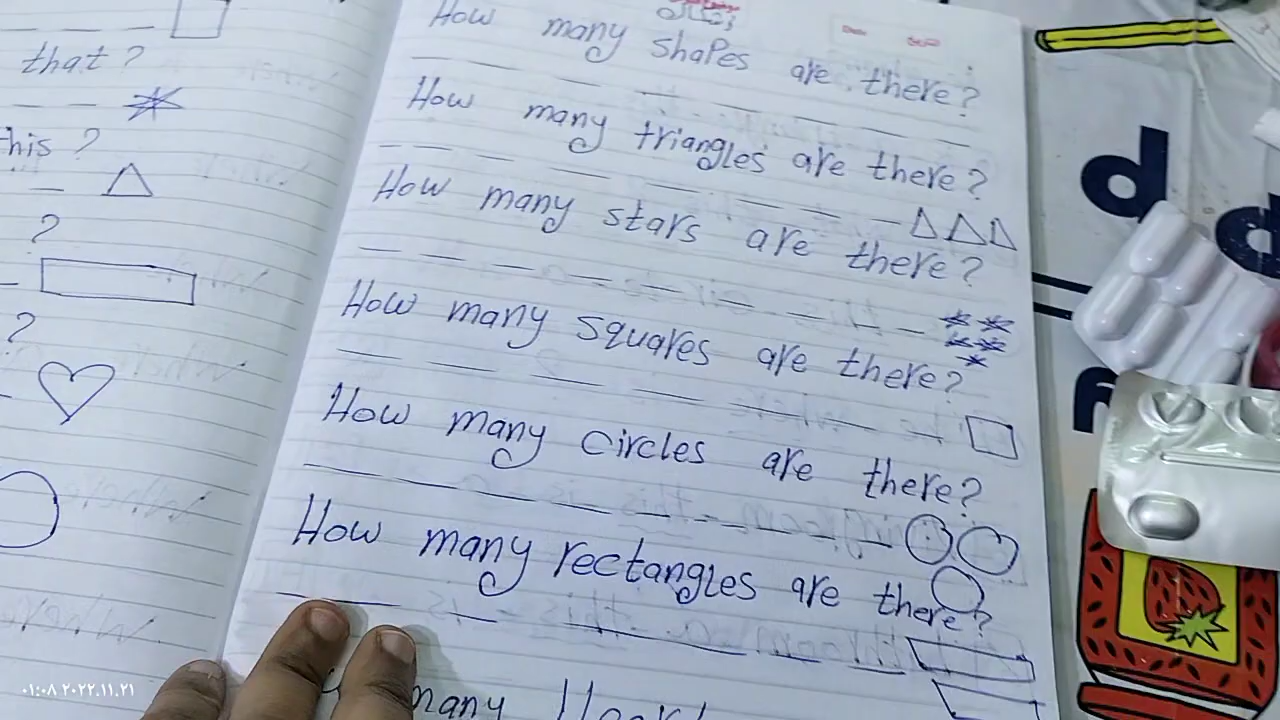 that?
this?
?
?
How many shapes are there?
How many triangles are there?
How many stars are there?
How many squares are there?
How many circles are there?
How many rectangles are there?
many
d
٠١:٠٨ ٢٠٢٢.١١.٢١